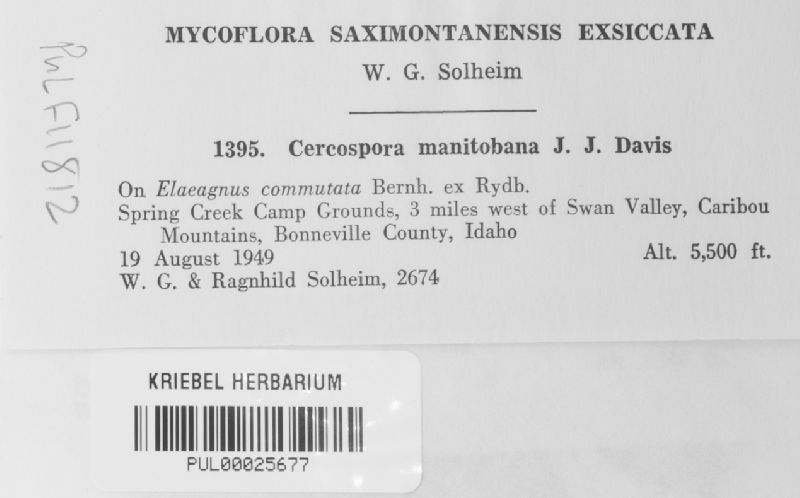 MYCOFLORA SAXIMONTANENSIS EXSICCATA
W. G. Solheim
1395. Cercospora manitobana J. J. Davis
On Elaeagnus commutata Bernh. ex Rydb.
Spring Creek Camp Grounds, 3 miles west of Swan Valley, Caribou
Mountains, Bonneville County, Idaho
19 August 1949 Alt. 5,500 ft.
W. G. & Ragnhild Solheim, 2674
PUL F11812
KRIEBEL HERBARIUM
PUL00025677